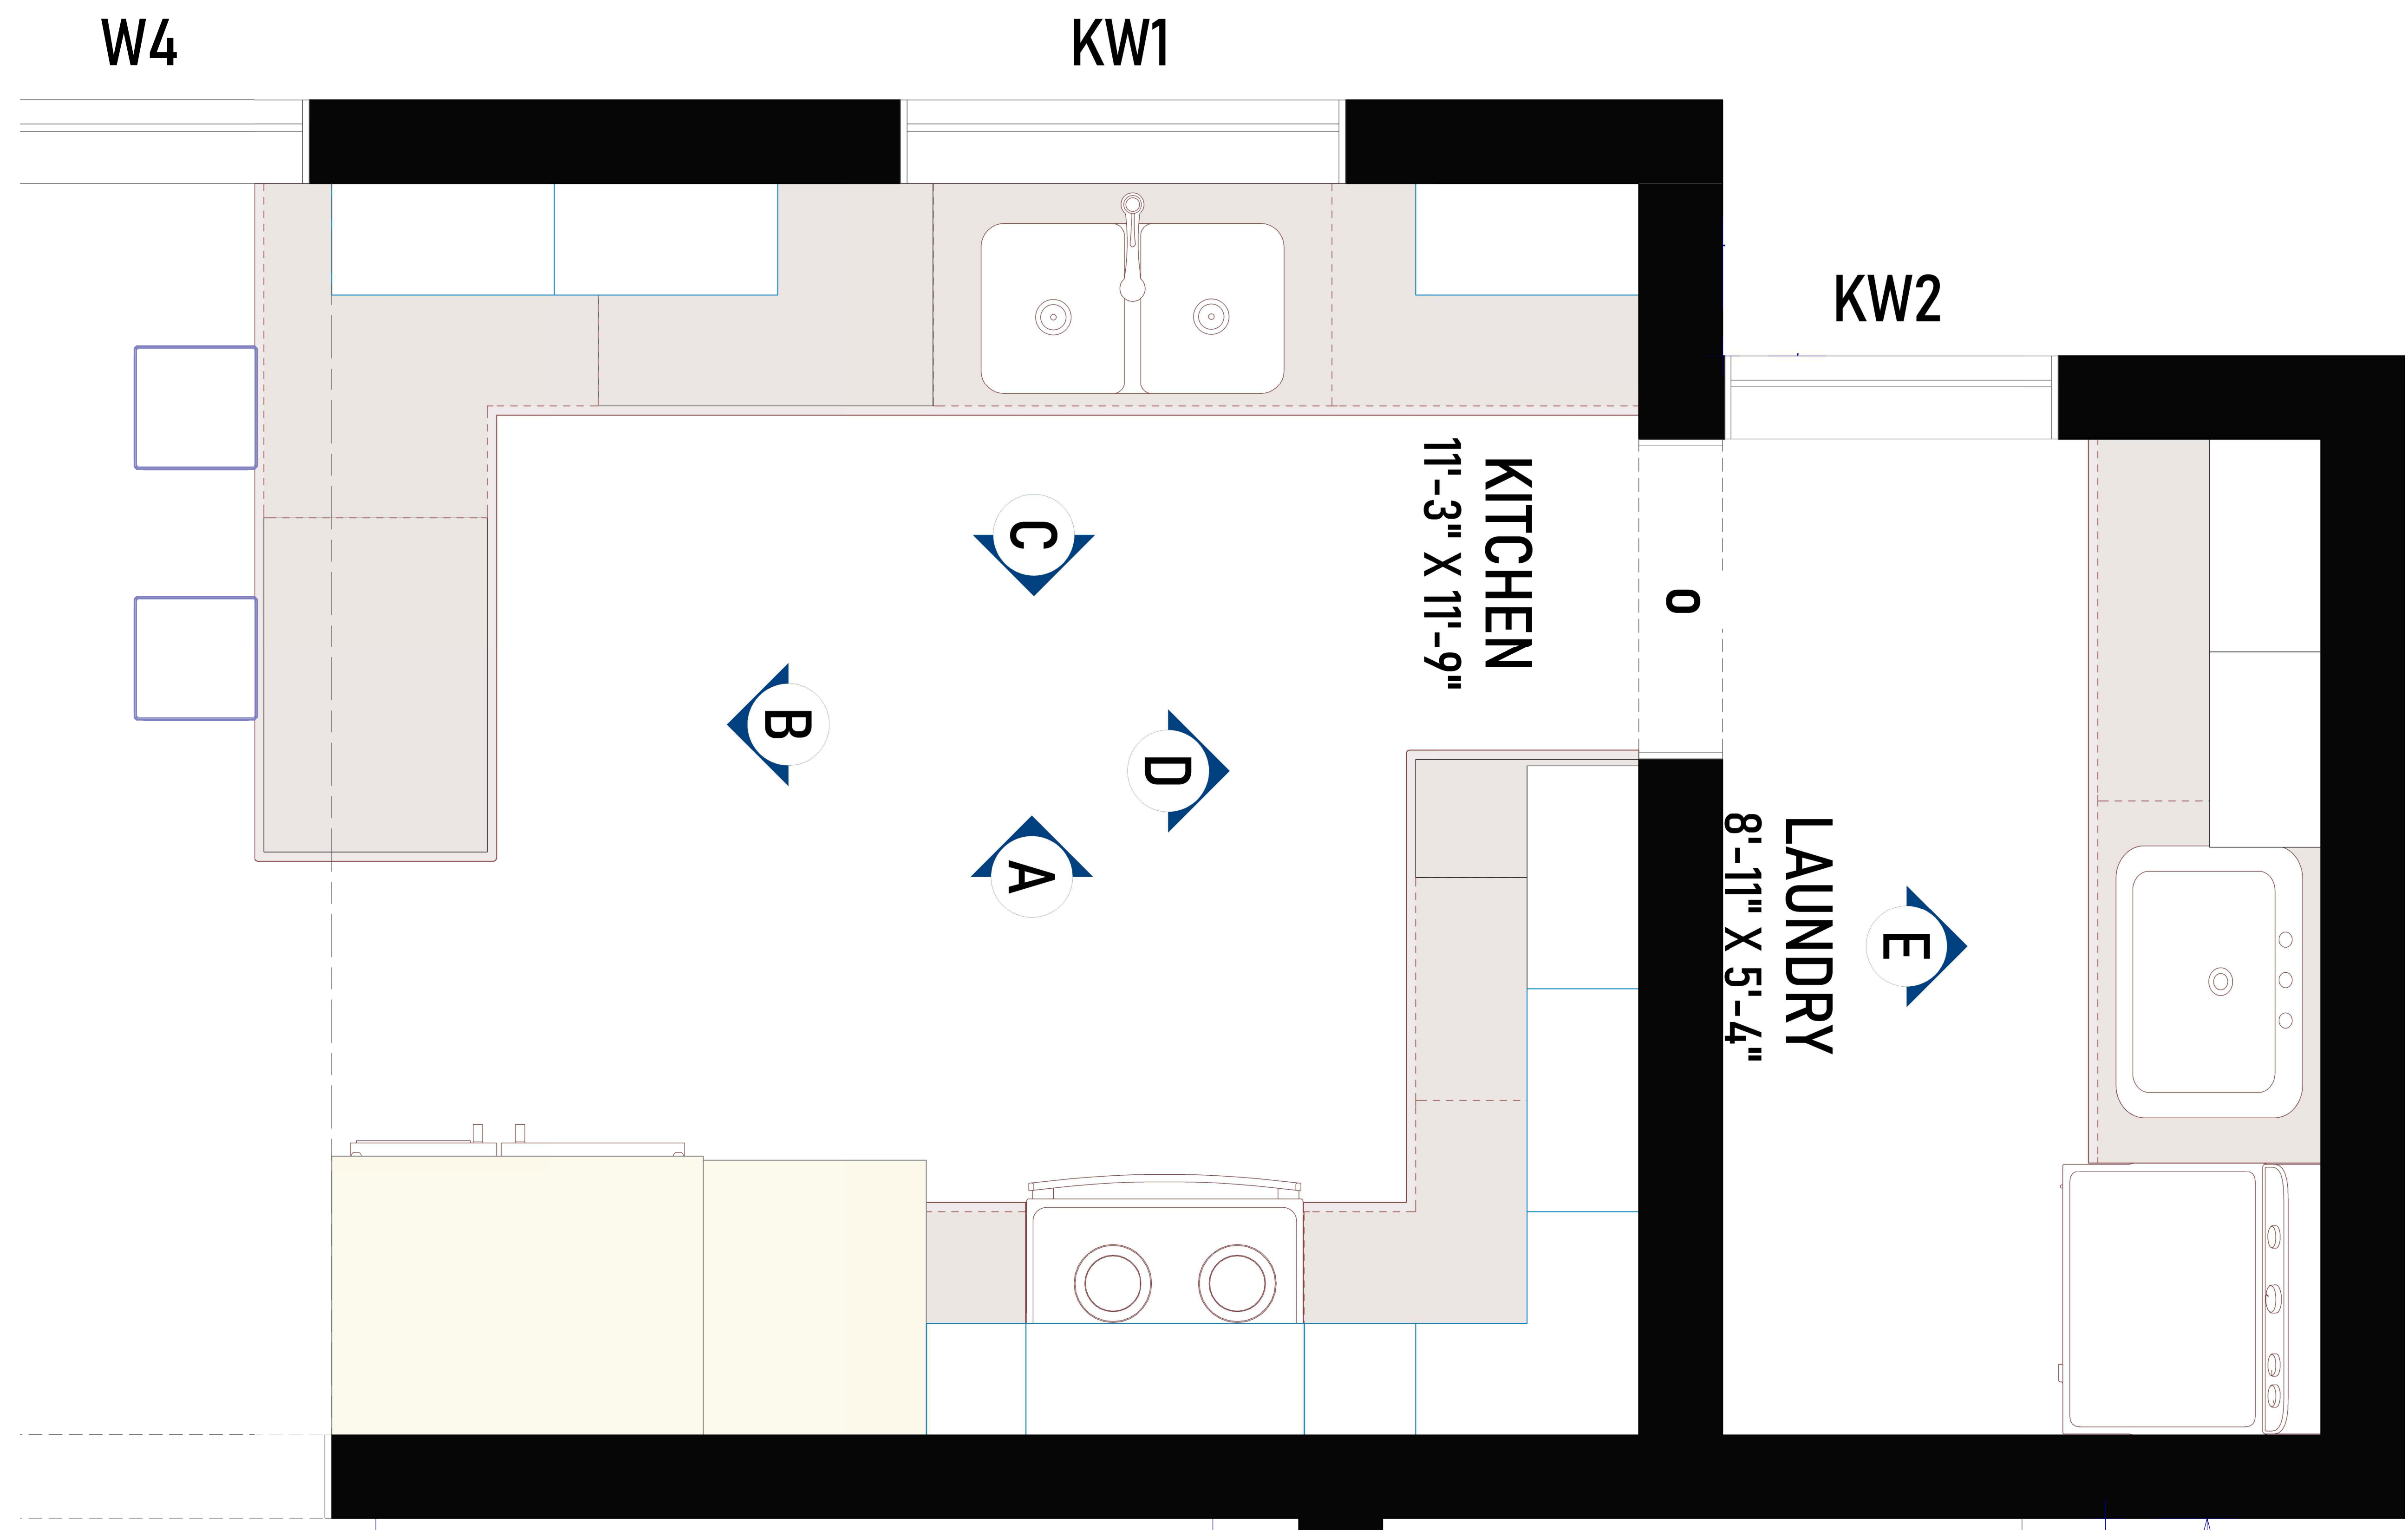 W4
KW1
KW2
KITCHEN
11'-3" X 11'-9"
O
C
B
D
A
LAUNDRY
8'-11" X 5'-4"
E